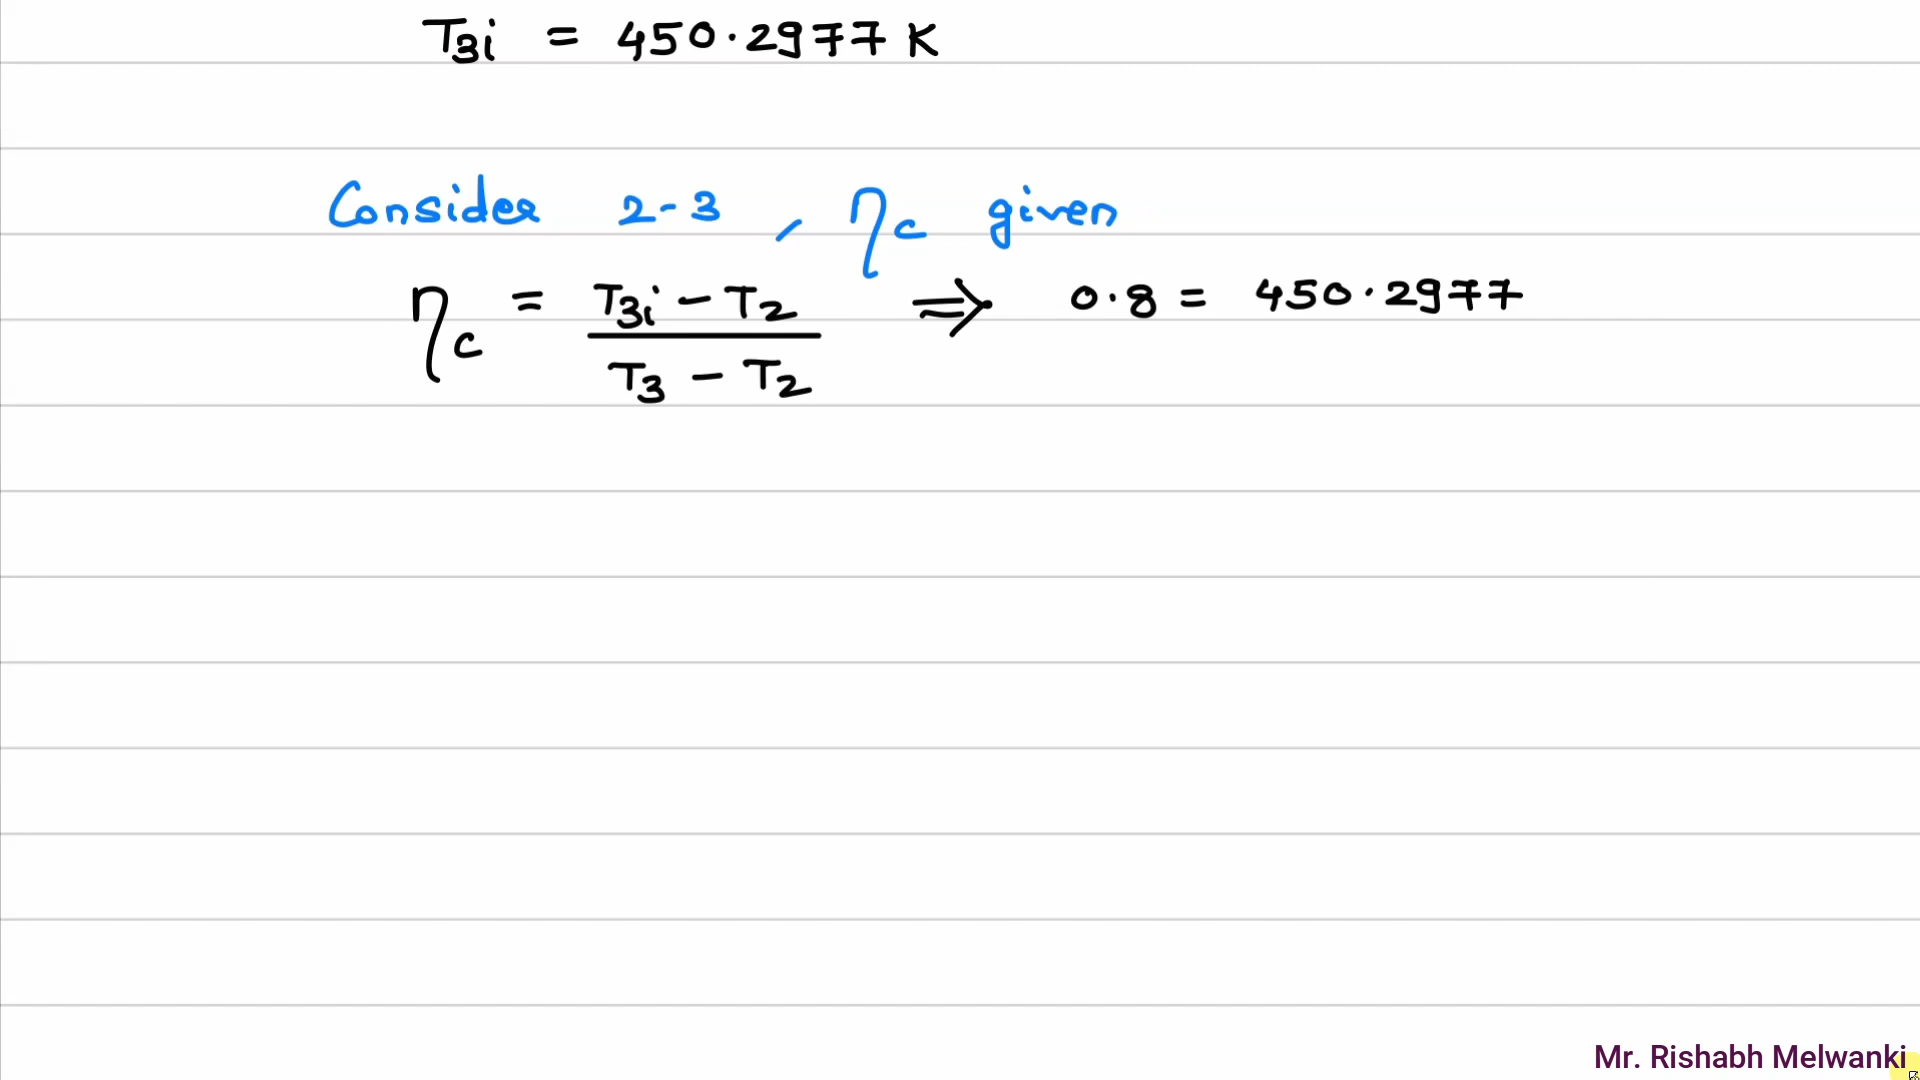 T3i = 450.2977 K
Consider 2-3, ηc given
ηc = (T3i − T2) / (T3 − T2) ⇒ 0.8 = 450.2977
Mr. Rishabh Melwanki